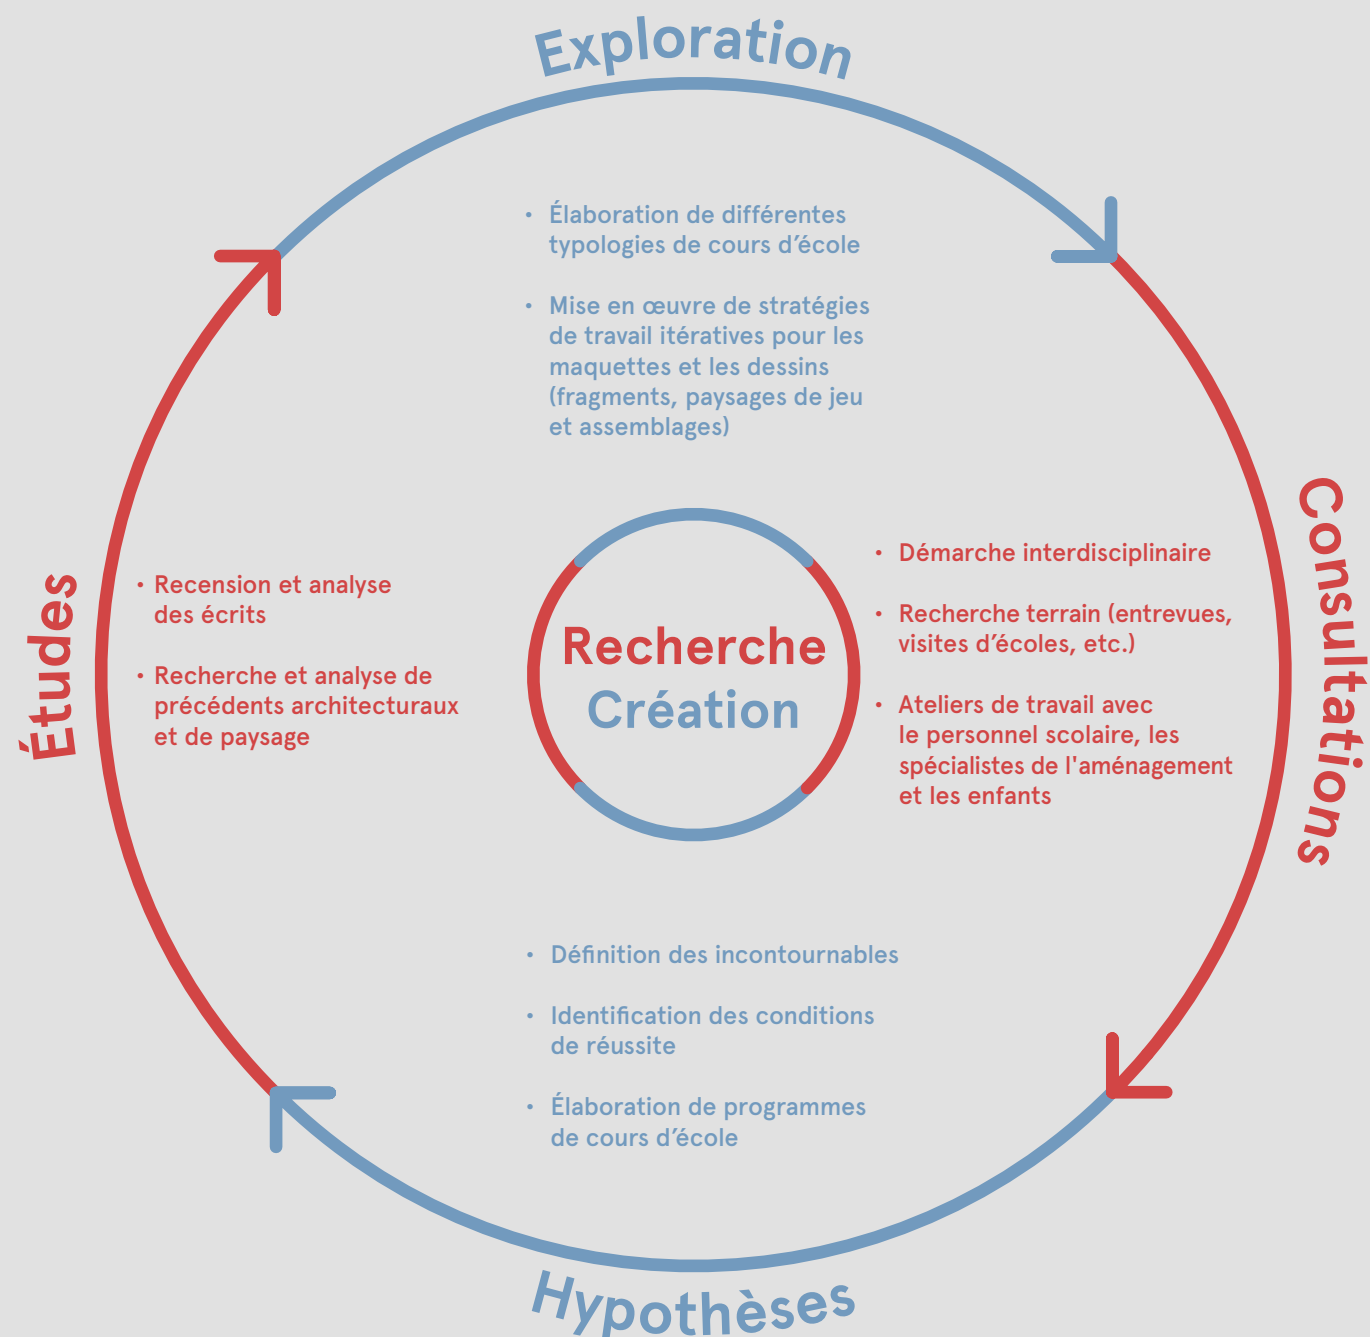 Exploration
• Élaboration de différentes
typologies de cours d’école
• Mise en œuvre de stratégies
de travail itératives pour les
maquettes et les dessins
(fragments, paysages de jeu
et assemblages)
Consultations
• Démarche interdisciplinaire
• Recherche terrain (entrevues,
visites d’écoles, etc.)
• Ateliers de travail avec
le personnel scolaire, les
spécialistes de l'aménagement
et les enfants
Hypothèses
• Définition des incontournables
• Identification des conditions
de réussite
• Élaboration de programmes
de cours d’école
Études
• Recension et analyse
des écrits
• Recherche et analyse de
précédents architecturaux
et de paysage
Recherche
Création